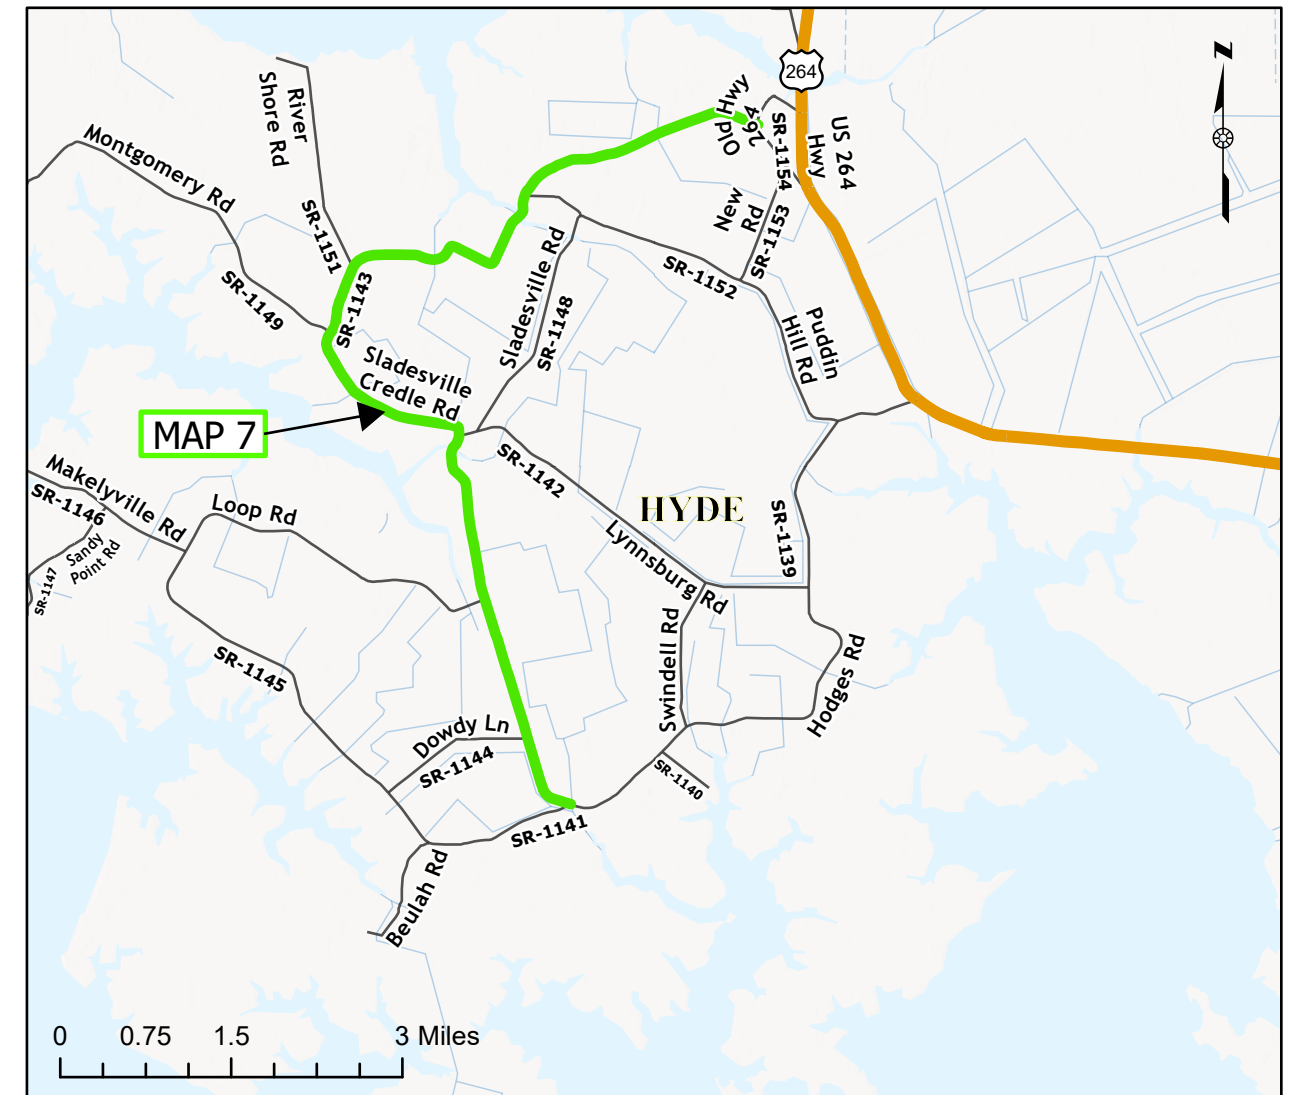 264
Old
Hwy
264
SR-1154
US 264
Hwy
River
Shore Rd
Montgomery Rd
SR-1151
SR-1149
SR-1143
New
Rd
SR-1153
Sladesville Rd
SR-1148
SR-1152
Puddin
Hill Rd
Sladesville
Credle Rd
MAP 7
SR-1142
HYDE
Lynnsburg Rd
SR-1139
Makelyville Rd
SR-1146
Loop Rd
Sandy
Point Rd
SR-1147
SR-1145
Swindell Rd
Hodges Rd
Dowdy Ln
SR-1144
SR-1140
SR-1141
Beulah Rd
0 0.75 1.5 3 Miles
N